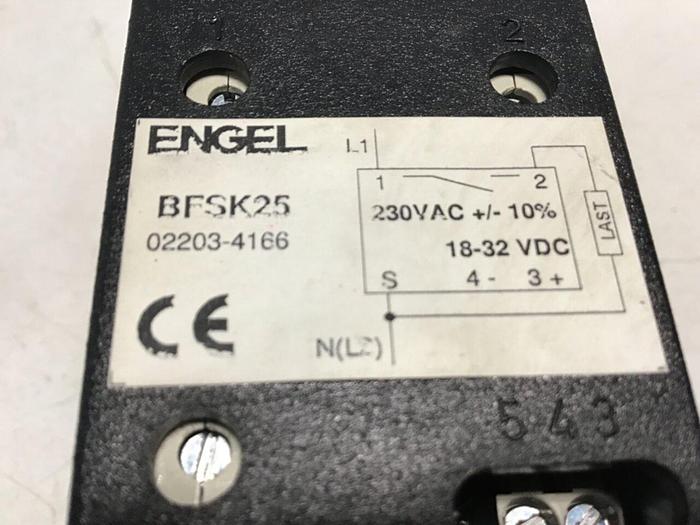 1 2
ENGEL
L1
1 2
BFSK25
230VAC +/- 10%
LAST
02203-4166
18-32 VDC
S 4 - 3 +
CE
N(L2)
5 4 3